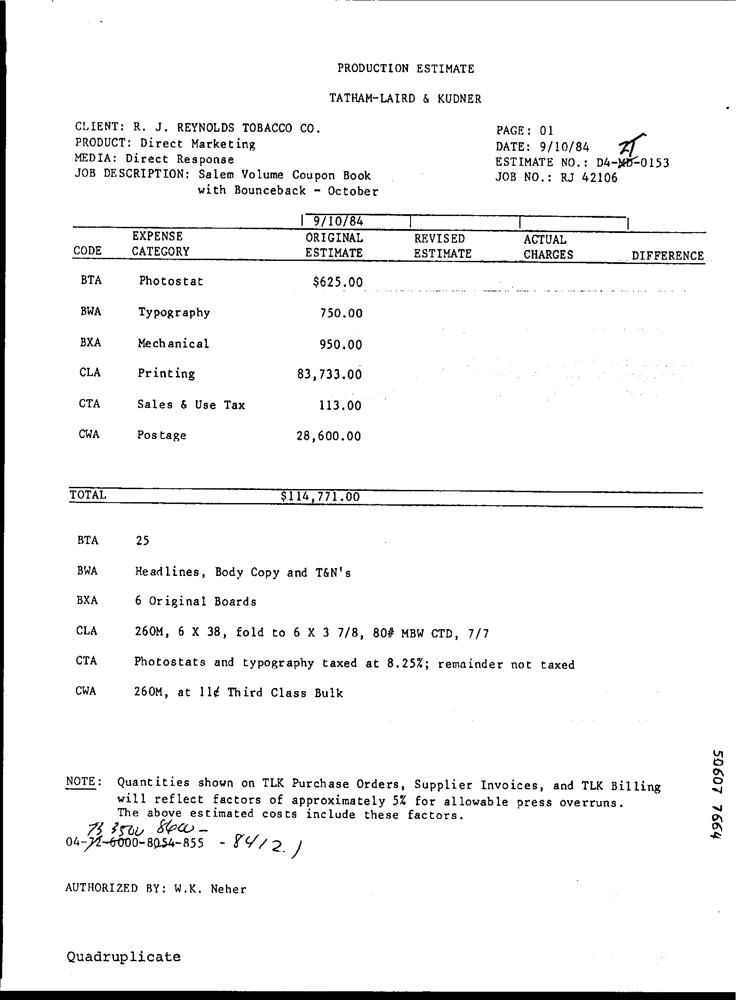 PRODUCTION ESTIMATE
TATHAM-LAIRD & KUDNER
CLIENT: R. J. REYNOLDS TOBACCO CO.
PRODUCT: Direct Marketing
MEDIA: Direct Response
JOB DESCRIPTION: Salem Volume Coupon Book
with Bounceback - October
PAGE: 01
DATE: 9/10/84
ESTIMATE NO.: D4-MD-0153
JOB NO.: RJ 42106
9/10/84
CODE EXPENSE CATEGORY ORIGINAL ESTIMATE REVISED ESTIMATE ACTUAL CHARGES DIFFERENCE
BTA Photostat $625.00
BWA Typography 750.00
BXA Mechanical 950.00
CLA Printing 83,733.00
CTA Sales & Use Tax 113.00
CWA Postage 28,600.00
TOTAL $114,771.00
BTA 25
BWA Headlines, Body Copy and T&N's
BXA 6 Original Boards
CLA 260M, 6 X 38, fold to 6 X 3 7/8, 80# MBW CTD, 7/7
CTA Photostats and typography taxed at 8.25%; remainder not taxed
CWA 260M, at 11¢ Third Class Bulk
NOTE: Quantities shown on TLK Purchase Orders, Supplier Invoices, and TLK Billing
will reflect factors of approximately 5% for allowable press overruns.
The above estimated costs include these factors.
73 3500 8600 -
04-72-6000-8054-855 - 8412.1
AUTHORIZED BY: W.K. Neher
Quadruplicate
50607 7664